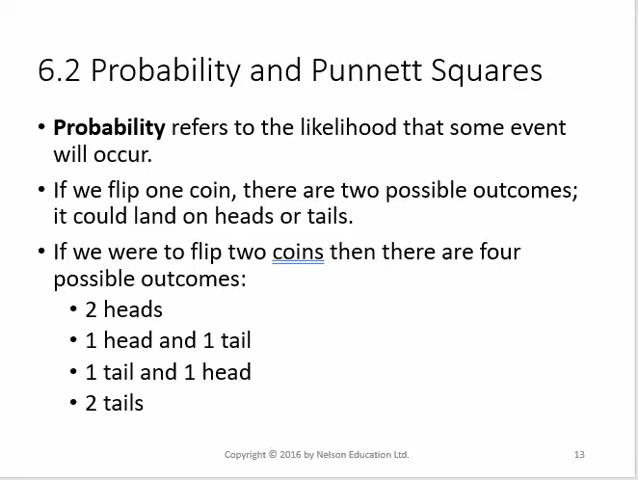 6.2 Probability and Punnett Squares
• Probability refers to the likelihood that some event
will occur.
• If we flip one coin, there are two possible outcomes;
it could land on heads or tails.
• If we were to flip two coins then there are four
possible outcomes:
• 2 heads
• 1 head and 1 tail
• 1 tail and 1 head
• 2 tails
Copyright © 2016 by Nelson Education Ltd.
13